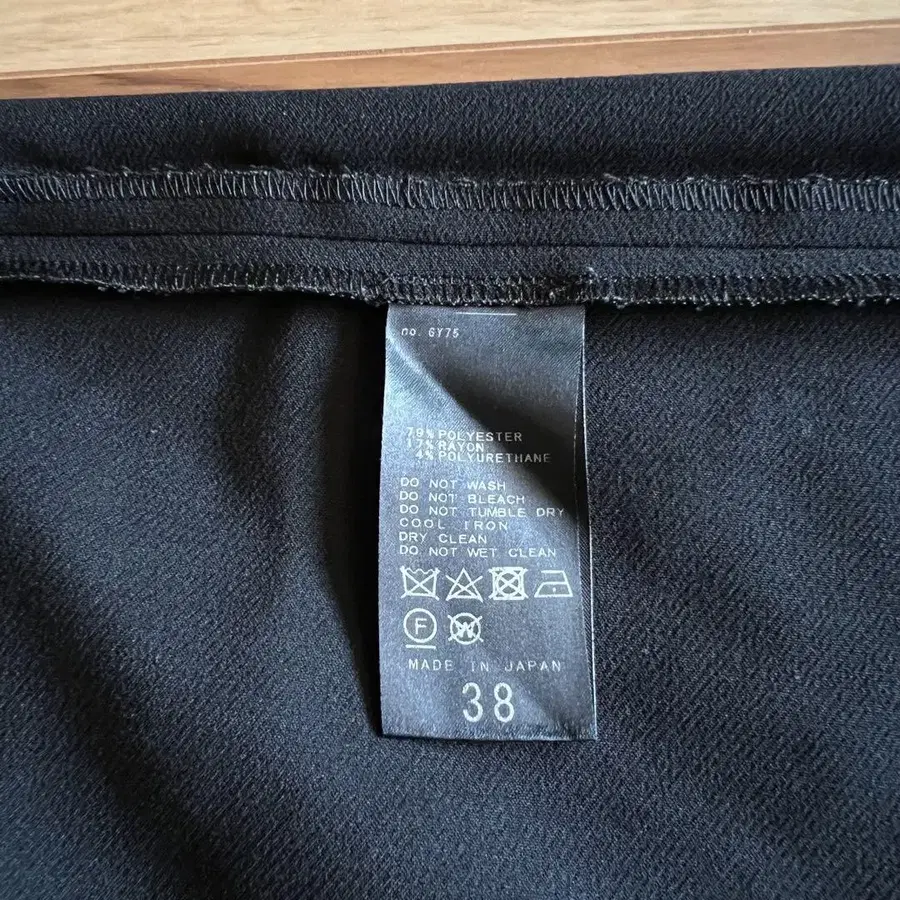 no. GY75
79% POLYESTER
17% RAYON
4% POLYURETHANE
DO NOT WASH
DO NOT BLEACH
DO NOT TUMBLE DRY
COOL IRON
DRY CLEAN
DO NOT WET CLEAN
F W
MADE IN JAPAN
38